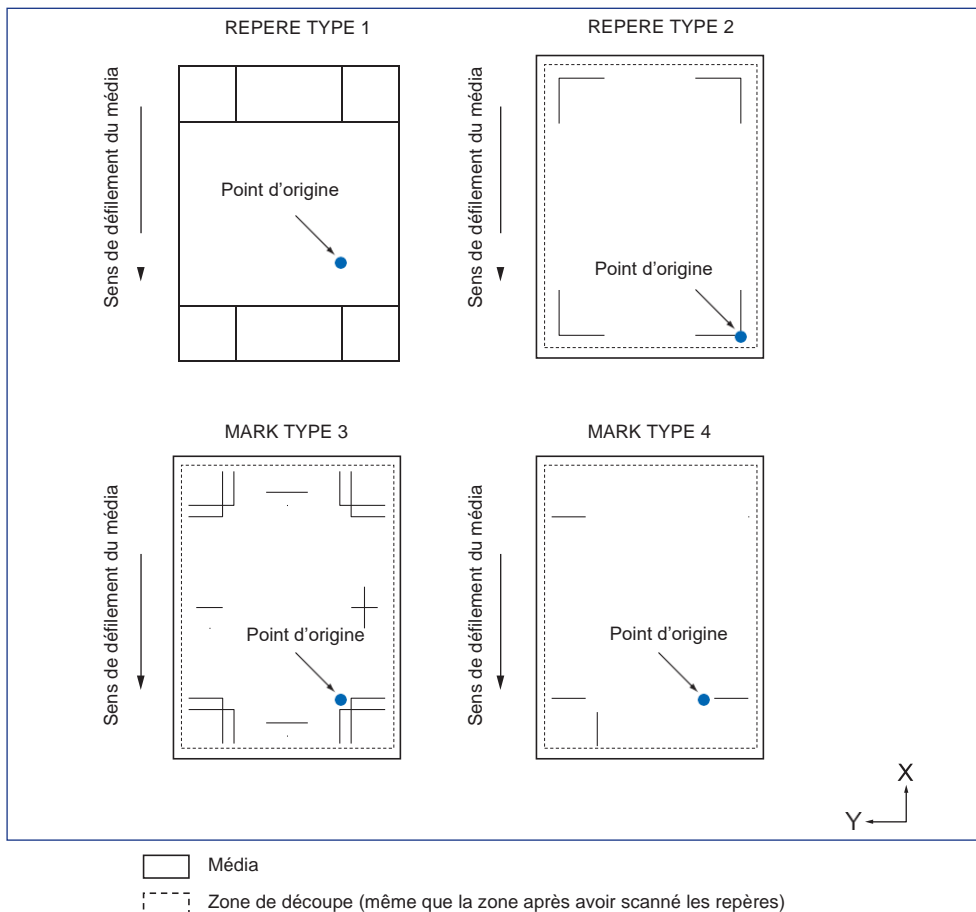 REPERE TYPE 1
REPERE TYPE 2
Sens de défilement du média
Point d'origine
Sens de défilement du média
Point d'origine
MARK TYPE 3
MARK TYPE 4
Sens de défilement du média
Point d'origine
Sens de défilement du média
Point d'origine
X
Y
Média
Zone de découpe (même que la zone après avoir scanné les repères)